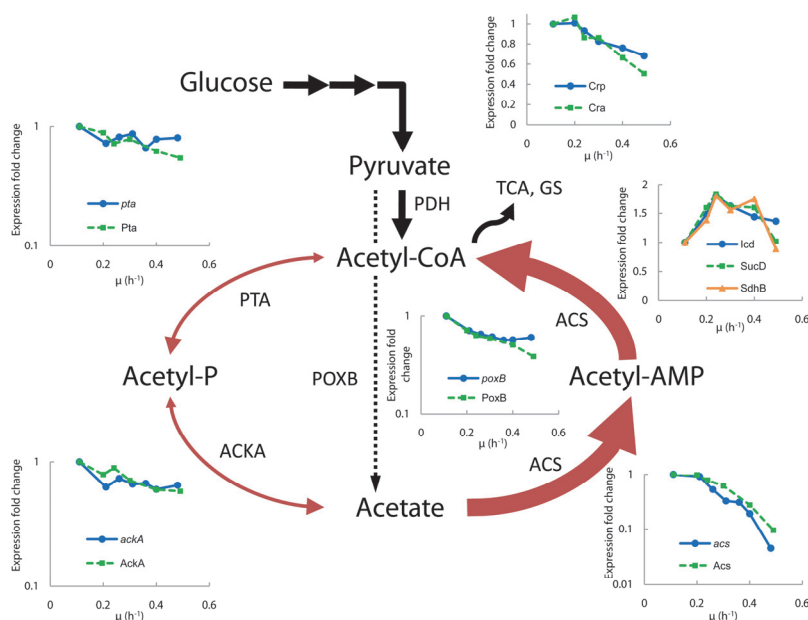 Glucose
Pyruvate
PDH
TCA, GS
Acetyl-CoA
PTA
ACS
Acetyl-P
POXB
Acetyl-AMP
ACKA
ACS
Acetate
Expression fold change
1
0.1
0 0.2 0.4 0.6
μ (h⁻¹)
pta
Pta
Expression fold change
1
0.8
0.6
0.4
0.2
0
0 0.2 0.4 0.6
μ (h⁻¹)
Crp
Cra
Expression fold change
2
1.5
1
0.5
0
0 0.2 0.4 0.6
μ (h⁻¹)
Icd
SucD
SdhB
Expression fold
change
1
0.1
0 0.2 0.4 0.6
μ (h⁻¹)
poxB
PoxB
Expression fold change
1
0.1
0 0.2 0.4 0.6
μ (h⁻¹)
ackA
AckA
Expression fold change
1
0.1
0.01
0 0.2 0.4 0.6
μ (h⁻¹)
acs
Acs